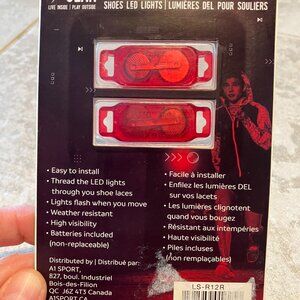 LIVE INSIDE | PLAY OUTSIDE
SHOES LED LIGHTS | LUMIÈRES DEL POUR SOULIERS
• Easy to install
• Thread the LED lights
through you shoe laces
• Lights flash when you move
• Weather resistant
• High visibility
• Batteries included
(non-replaceable)
• Facile à installer
• Enfilez les lumières DEL
sur vos lacets
• Les lumières clignotent
quand vous bougez
• Résistant aux intempéries
• Haute visibilité
• Piles incluses
(non remplaçables)
Distributed by | Distribué par:
A1 SPORT,
827, boul. Industriel
Bois-des-Filion
QC J6Z 4T3 Canada
A1SPORT.CA
LS-R12R